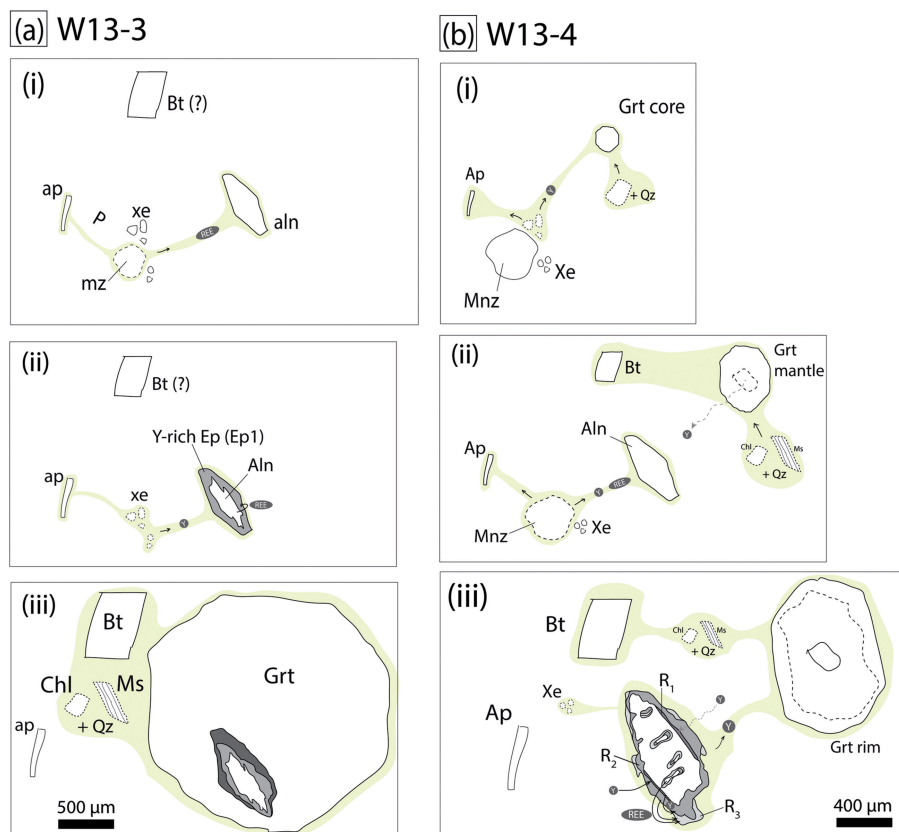 (a) W13-3
(i)
Bt (?)
ap
P
xe
REE
aln
mz
(ii)
Bt (?)
Y-rich Ep (Ep1)
Aln
ap
xe
REE
Y
(iii)
Bt
Chl
Ms
+ Qz
ap
Grt
500 µm
(b) W13-4
(i)
Grt core
Ap
Y
+ Qz
Xe
Mnz
(ii)
Bt
Grt
mantle
Y
Aln
Ap
Chl
Ms
+ Qz
Y
REE
Mnz
Xe
(iii)
Bt
Chl
Ms
+ Qz
Xe
R1
Y
Y
Ap
Grt rim
R2
Y
REE
R3
400 µm